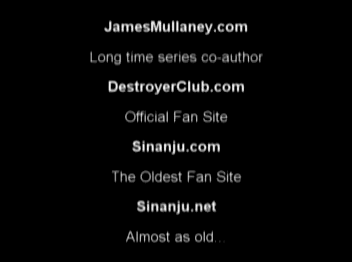 JamesMullaney.com
Long time series co-author
DestroyerClub.com
Official Fan Site
Sinanju.com
The Oldest Fan Site
Sinanju.net
Almost as old...